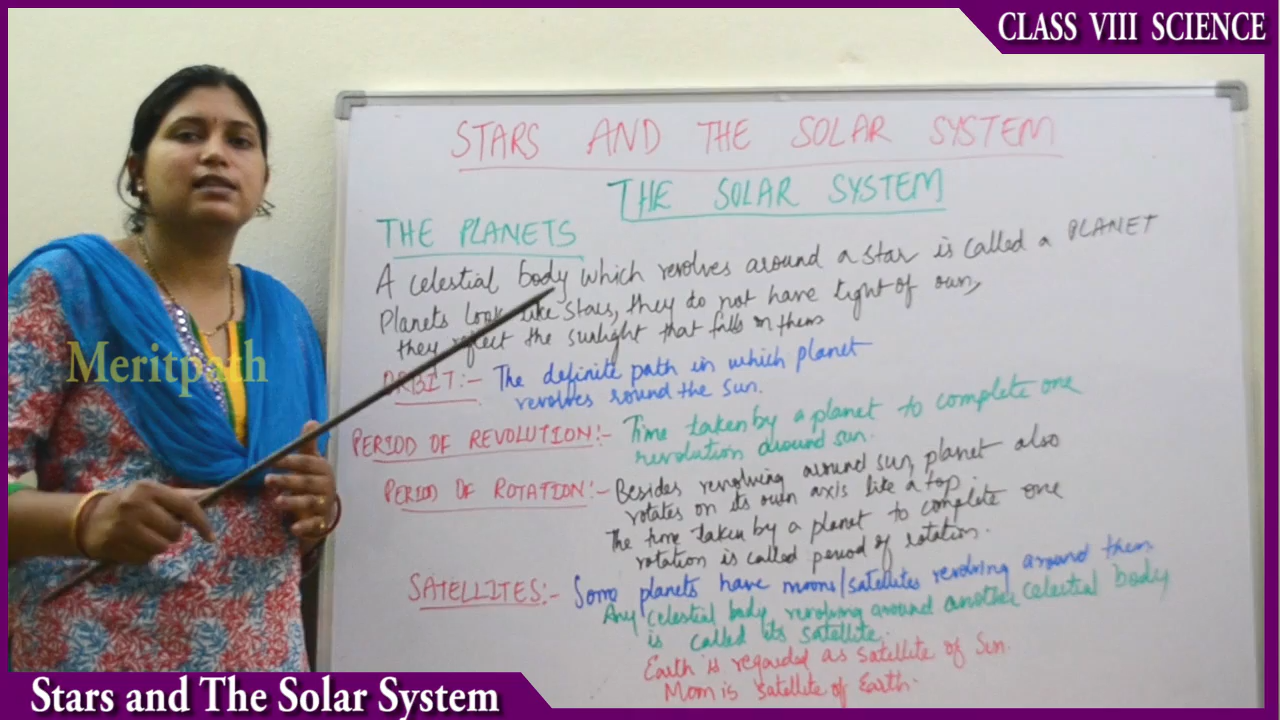 CLASS VIII SCIENCE
STARS AND THE SOLAR SYSTEM
THE SOLAR SYSTEM
THE PLANETS
A celestial body which revolves around a star is called a PLANET
Planets look like stars, they do not have light of own,
they reflect the sunlight that falls on them
ORBIT:- The definite path in which planet
revolves round the Sun.
PERIOD OF REVOLUTION:- Time taken by a planet to complete one
revolution around sun.
PERIOD OF ROTATION:- Besides revolving around sun, planet also
rotates on its own axis like a top.
The time taken by a planet to complete one
rotation is called period of rotation.
SATELLITES:- Some planets have moons/satellites revolving around them
Any celestial body revolving around another celestial body
is called its satellite.
Earth is regarded as satellite of Sun.
Moon is satellite of Earth.
Meritpath
Stars and The Solar System